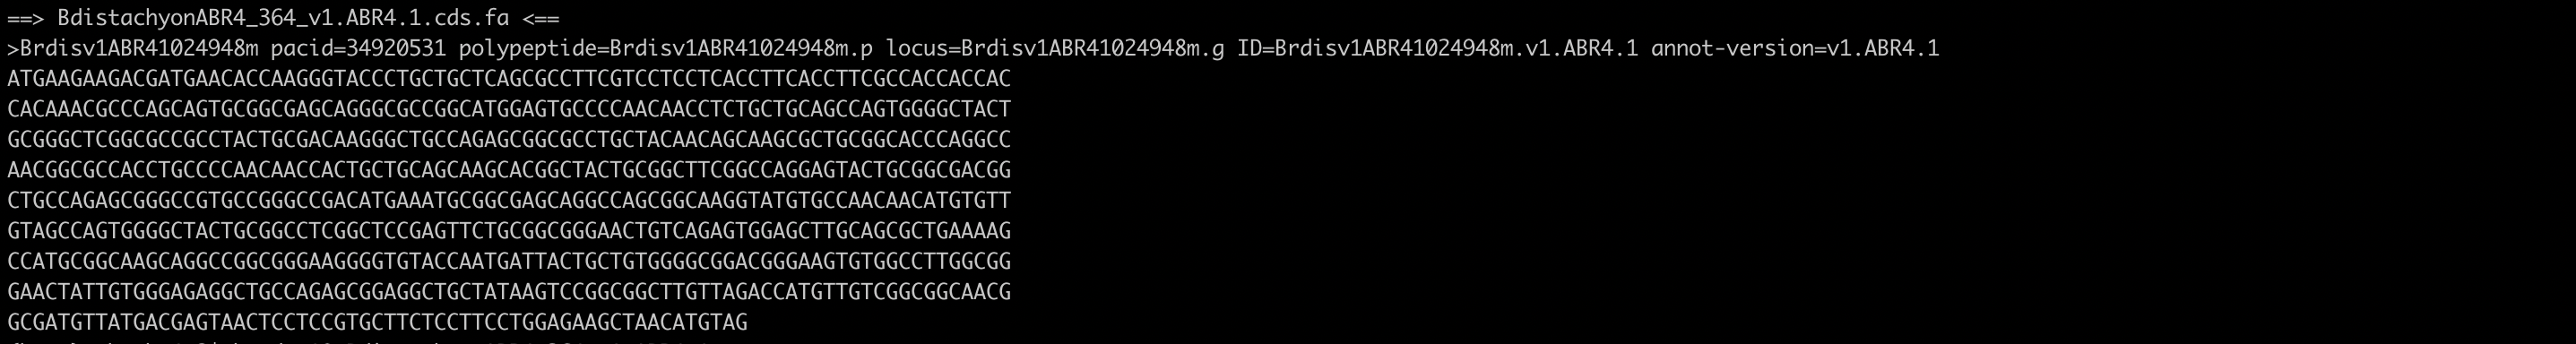 ==> BdistachyonABR4_364_v1.ABR4.1.cds.fa <==
>Brdisv1ABR41024948m pacid=34920531 polypeptide=Brdisv1ABR41024948m.p locus=Brdisv1ABR41024948m.g ID=Brdisv1ABR41024948m.v1.ABR4.1 annot-version=v1.ABR4.1
ATGAAGAAGACGATGAACACCAAGGGTACCCTGCTGCTCAGCGCCTTCGTCCTCCTCACCTTCACCTTCGCCACCACCAC
CACAAACGCCCAGCAGTGCGGCGAGCAGGGCGCCGGCATGGAGTGCCCCAACAACCTCTGCTGCAGCCAGTGGGGCTACT
GCGGGCTCGGCGCCGCCTACTGCGACAAGGGCTGCCAGAGCGGCGCCTGCTACAACAGCAAGCGCTGCGGCACCCAGGCC
AACGGCGCCACCTGCCCCAACAACCACTGCTGCAGCAAGCACGGCTACTGCGGCTTCGGCCAGGAGTACTGCGGCGACGG
CTGCCAGAGCGGGCCGTGCCGGGCCGACATGAAATGCGGCGAGCAGGCCAGCGGCAAGGTATGTGCCAACAACATGTGTT
GTAGCCAGTGGGGCTACTGCGGCCTCGGCTCCGAGTTCTGCGGCGGGAACTGTCAGAGTGGAGCTTGCAGCGCTGAAAAG
CCATGCGGCAAGCAGGCCGGCGGGAAGGGGTGTACCAATGATTACTGCTGTGGGGCGGACGGGAAGTGTGGCCTTGGCGG
GAACTATTGTGGGAGAGGCTGCCAGAGCGGAGGCTGCTATAAGTCCGGCGGCTTGTTAGACCATGTTGTCGGCGGCAACG
GCGATGTTATGACGAGTAACTCCTCCGTGCTTCTCCTTCCTGGAGAAGCTAACATGTAG